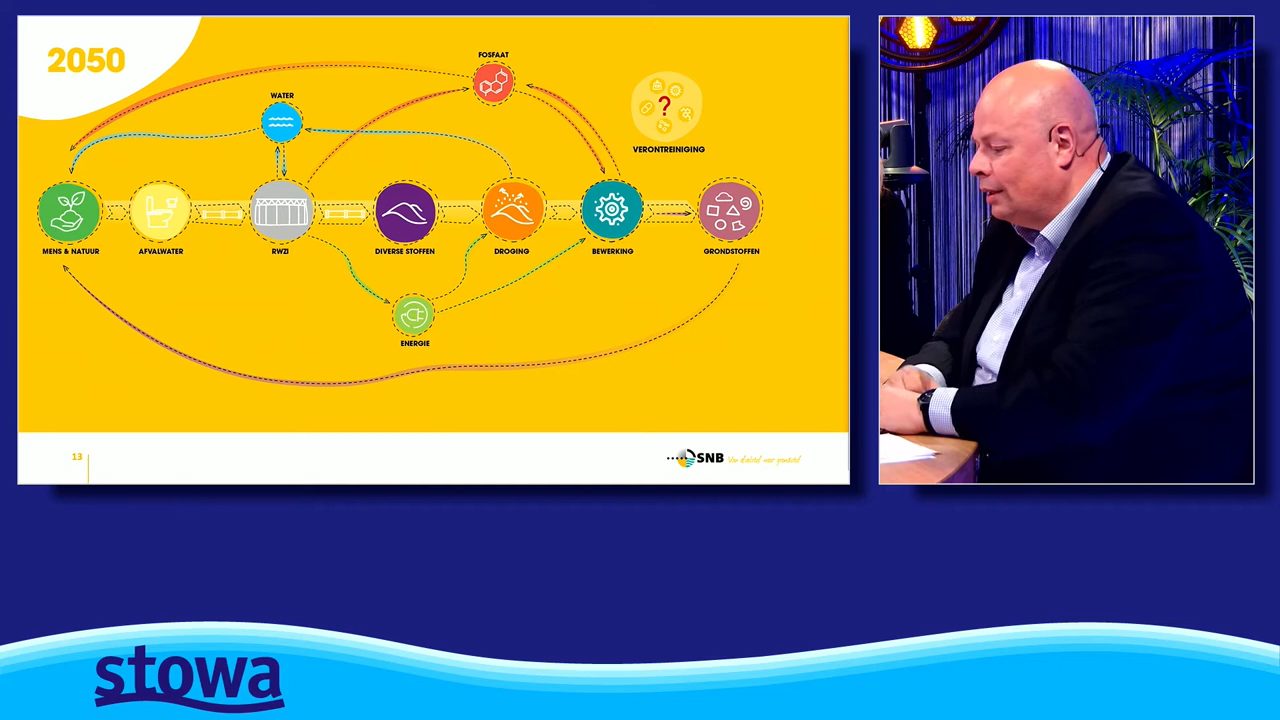 2050
FOSFAAT
WATER
?
VERONTREINIGING
MENS & NATUUR
AFVALWATER
RWZI
DIVERSE STOFFEN
DROGING
BEWERKING
GRONDSTOFFEN
ENERGIE
13
SNB
stowa